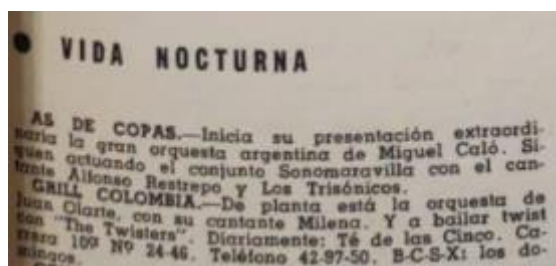 VIDA NOCTURNA
AS DE COPAS.—Inicia su presentación extraordi-
naria la gran orquesta argentina de Miguel Caló. Si-
guen actuando el conjunto Sonomaravilla con el can-
tante Alfonso Restrepo y Los Trisónicos.
GRILL COLOMBIA.—De planta está la orquesta de
Juan Olarte, con su cantante Milena. Y a bailar twist
con "The Twisters". Diariamente: Té de las Cinco. Ca-
rrera 10ª Nº 24-46. Teléfono 42-97-50. B-C-S-X: los do-
mingos.